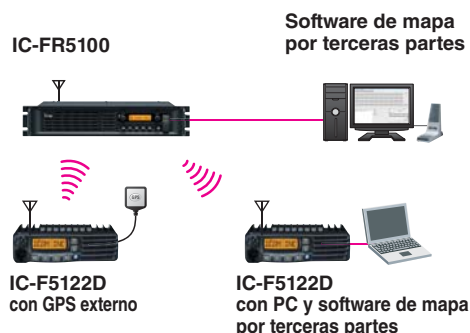 IC-FR5100
Software de mapa
por terceras partes
GPS
IC-F5122D
con GPS externo
IC-F5122D
con PC y software de mapa
por terceras partes